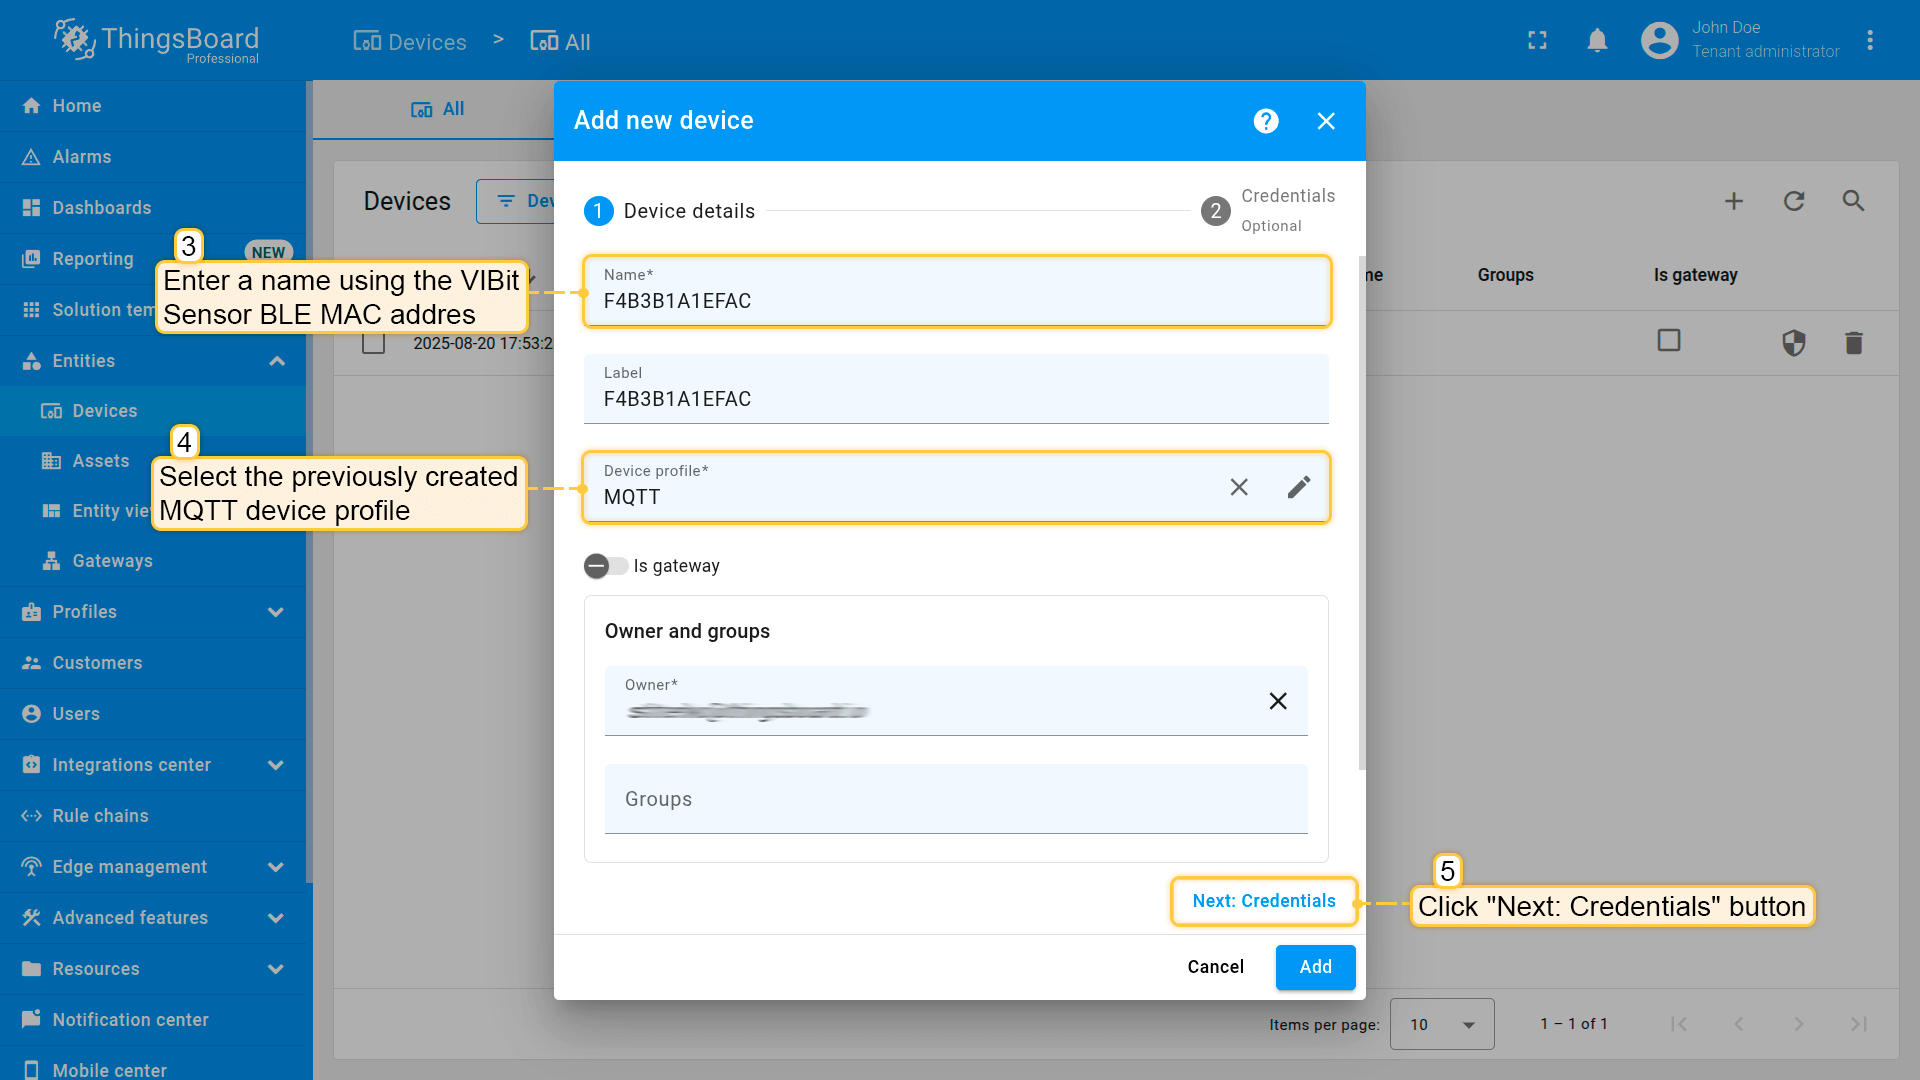 ThingsBoard
Professional
Devices > All
John Doe
Tenant administrator
Home
Alarms
Dashboards
Reporting
NEW
Solution tem
Entities
Devices
Assets
Entity vie
Gateways
Profiles
Customers
Users
Integrations center
Rule chains
Edge management
Advanced features
Resources
Notification center
Mobile center
All
Devices
Dev
me
Groups
Is gateway
2025-08-20 17:53:2
Add new device
1 Device details
2 Credentials
Optional
3
Enter a name using the VIBit
Sensor BLE MAC addres
Name*
F4B3B1A1EFAC
Label
F4B3B1A1EFAC
4
Select the previously created
MQTT device profile
Device profile*
MQTT
Is gateway
Owner and groups
Owner*
Groups
Next: Credentials
5
Click "Next: Credentials" button
Cancel
Add
Items per page: 10
1 – 1 of 1